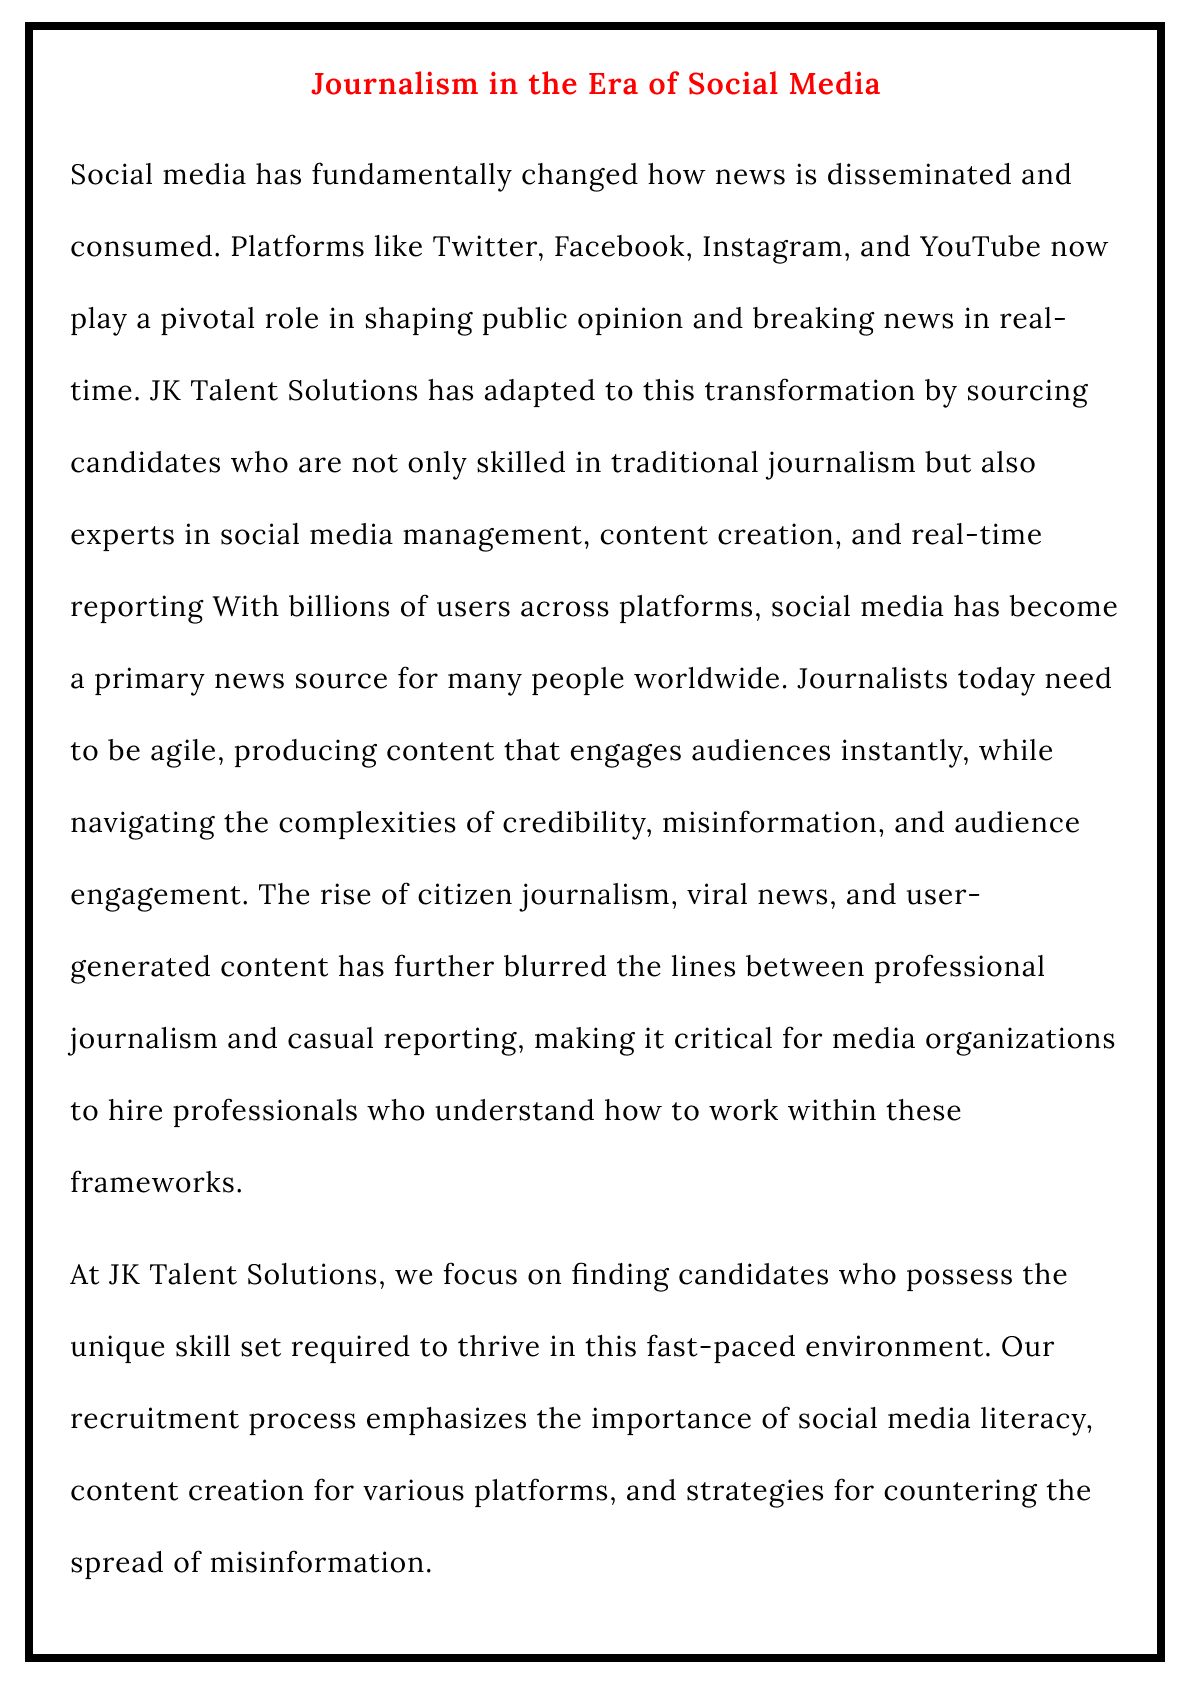 Journalism in the Era of Social Media
Social media has fundamentally changed how news is disseminated and
consumed. Platforms like Twitter, Facebook, Instagram, and YouTube now
play a pivotal role in shaping public opinion and breaking news in real-
time. JK Talent Solutions has adapted to this transformation by sourcing
candidates who are not only skilled in traditional journalism but also
experts in social media management, content creation, and real-time
reporting With billions of users across platforms, social media has become
a primary news source for many people worldwide. Journalists today need
to be agile, producing content that engages audiences instantly, while
navigating the complexities of credibility, misinformation, and audience
engagement. The rise of citizen journalism, viral news, and user-
generated content has further blurred the lines between professional
journalism and casual reporting, making it critical for media organizations
to hire professionals who understand how to work within these
frameworks.
At JK Talent Solutions, we focus on finding candidates who possess the
unique skill set required to thrive in this fast-paced environment. Our
recruitment process emphasizes the importance of social media literacy,
content creation for various platforms, and strategies for countering the
spread of misinformation.